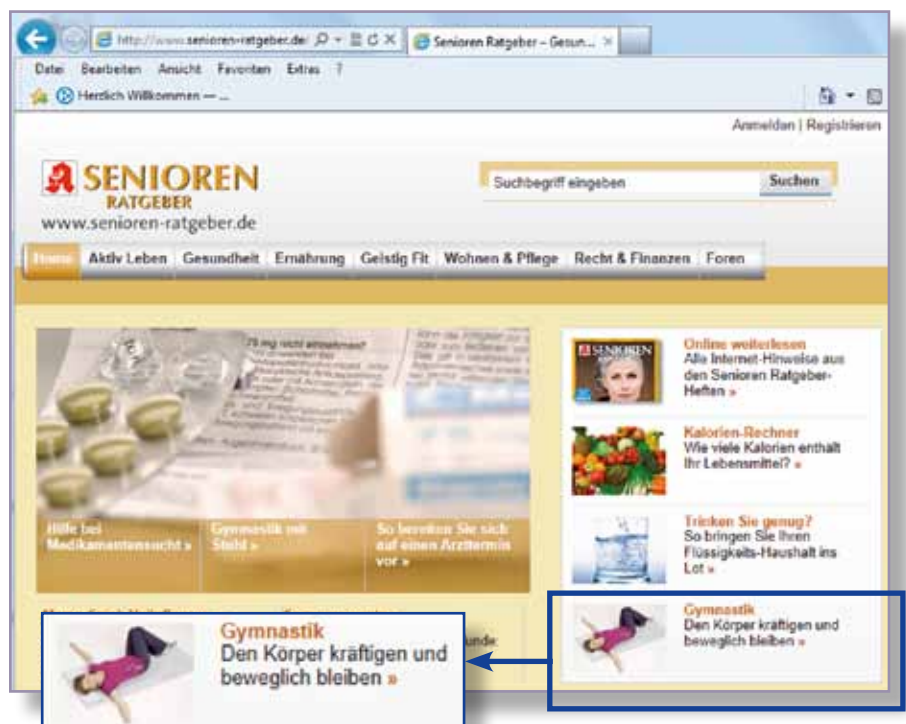 http://www.senioren-ratgeber.de
Senioren Ratgeber – Gesun...
Datei Bearbeiten Ansicht Favoriten Extras ?
Herzlich Willkommen — ...
Anmelden | Registrieren
SENIOREN
RATGEBER
www.senioren-ratgeber.de
Suchbegriff eingeben
Suchen
Home Aktiv Leben Gesundheit Ernährung Geistig Fit Wohnen & Pflege Recht & Finanzen Foren
Hilfe bei
Medikamentensucht »
Gymnastik mit
Stuhl »
So bereiten Sie sich
auf einen Arzttermin
vor »
SENIOREN
Online weiterlesen
Alle Internet-Hinweise aus
den Senioren Ratgeber-
Heften »
Kalorien-Rechner
Wie viele Kalorien enthält
Ihr Lebensmittel? »
Trinken Sie genug?
So bringen Sie Ihren
Flüssigkeits-Haushalt ins
Lot »
Gymnastik
Den Körper kräftigen und
beweglich bleiben »
Gymnastik
Den Körper kräftigen und
beweglich bleiben »